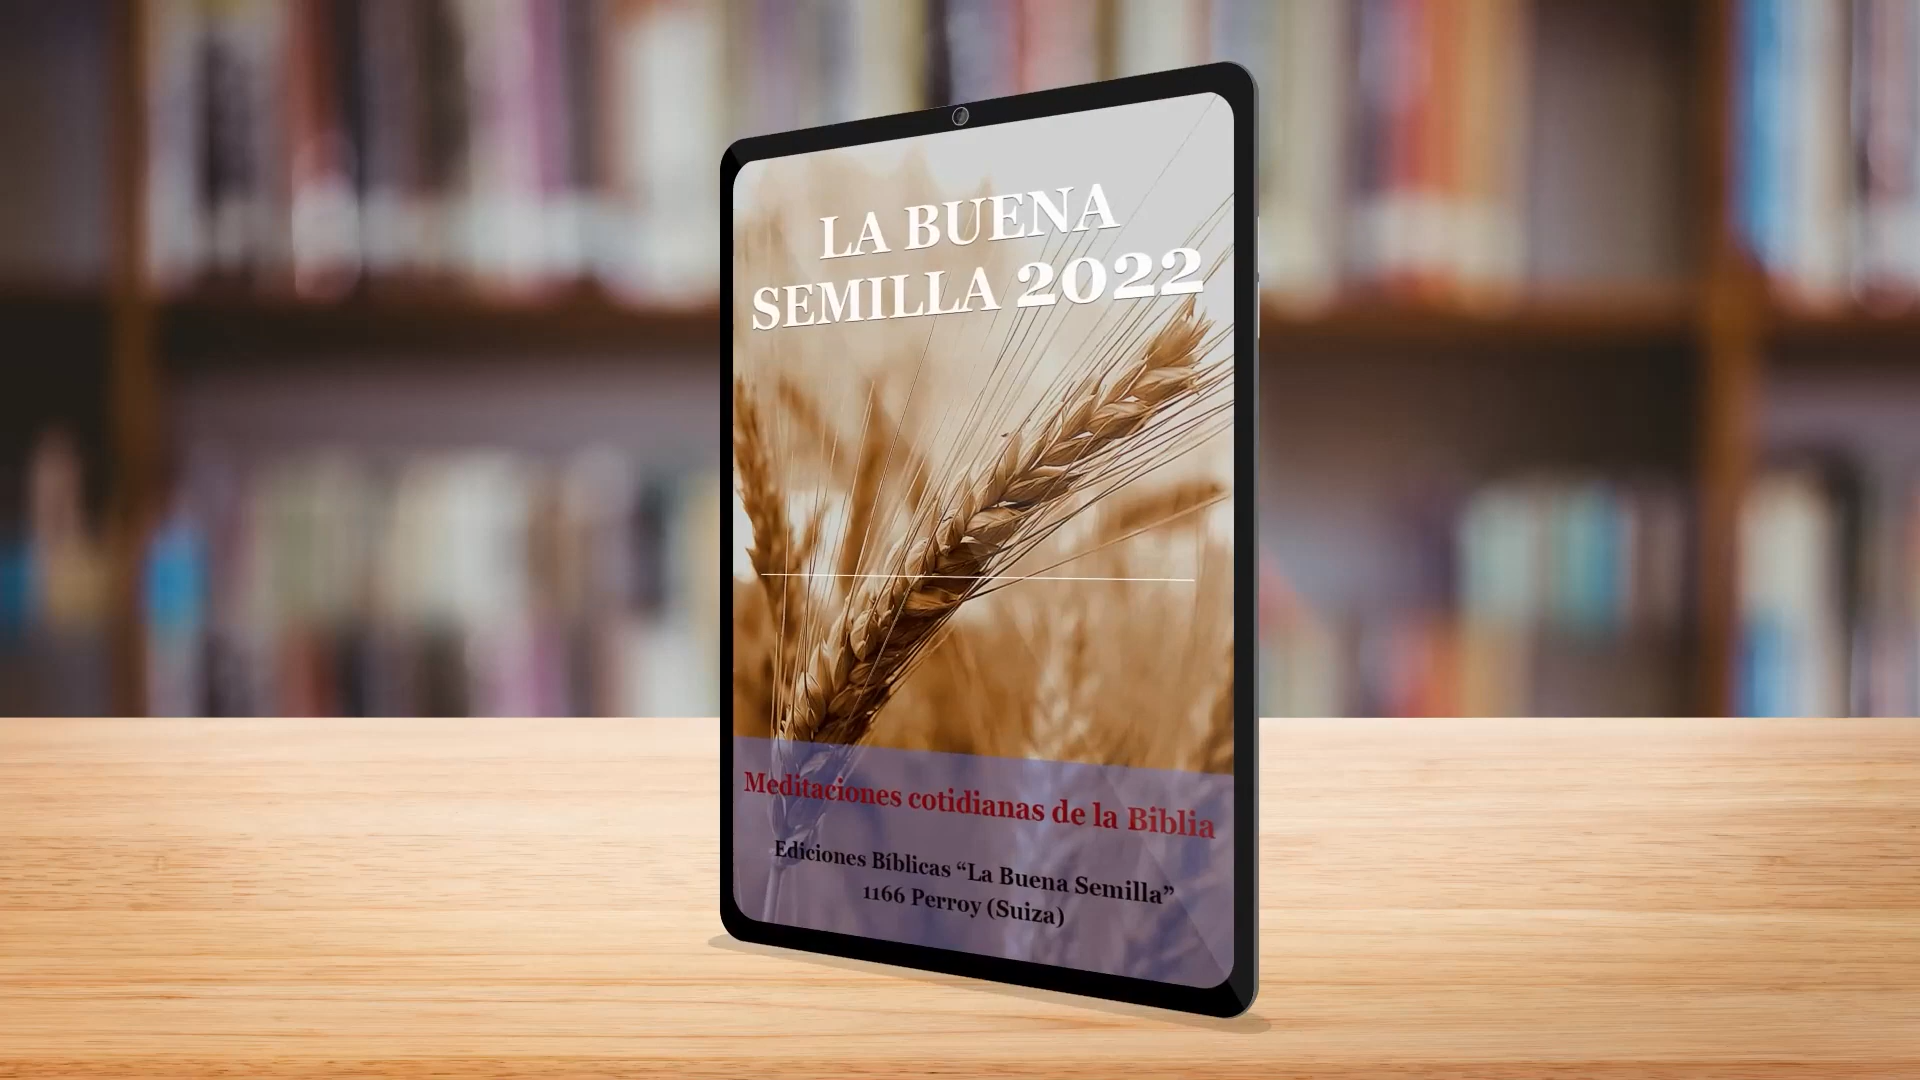 LA BUENA
SEMILLA 2022
Meditaciones cotidianas de la Biblia
Ediciones Bíblicas “La Buena Semilla”
1166 Perroy (Suiza)